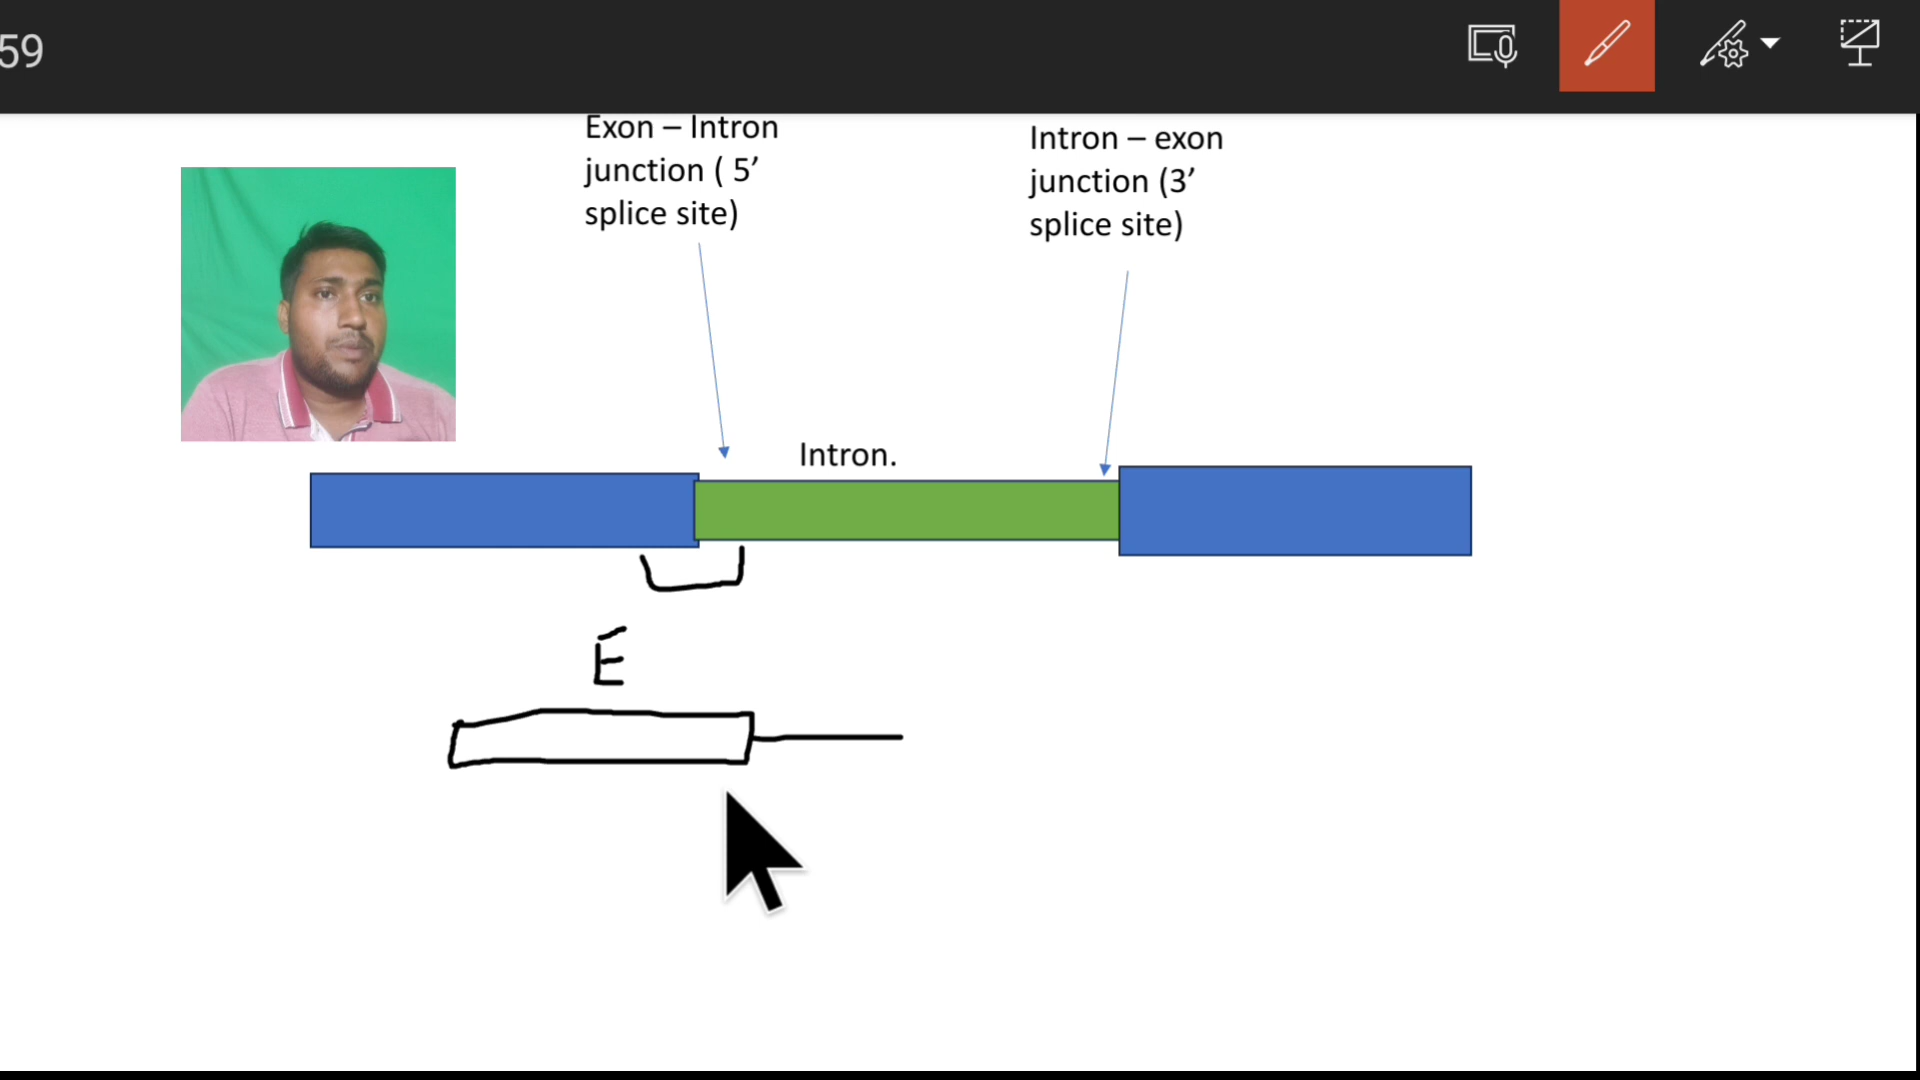 59
Exon – Intron
junction ( 5’
splice site)
Intron – exon
junction (3’
splice site)
Intron.
E